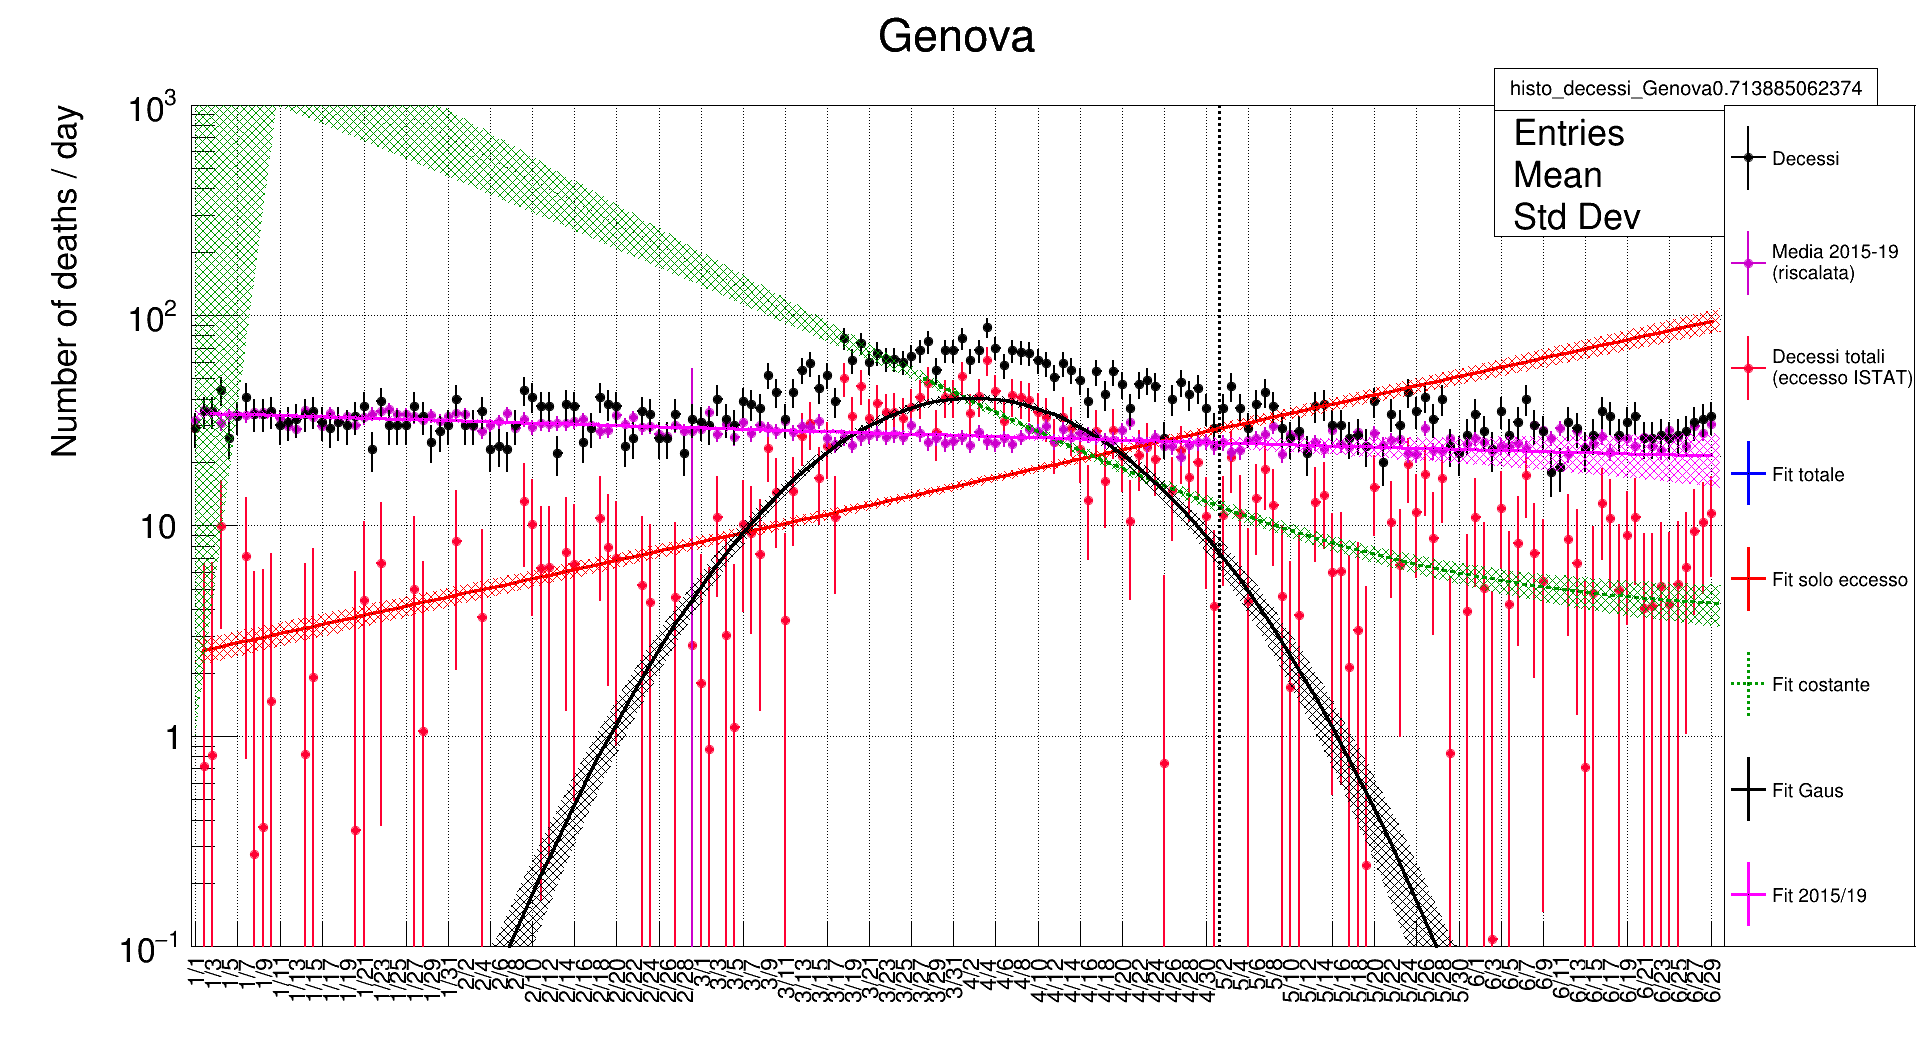 Genova
Number of deaths / day
histo_decessi_Genova0.713885062374
Entries
Mean
Std Dev
Decessi
Media 2015-19
(riscalata)
Decessi totali
(eccesso ISTAT)
Fit totale
Fit solo eccesso
Fit costante
Fit Gaus
Fit 2015/19
10³
10²
10
1
10⁻¹
1/1 1/3 1/5 1/7 1/9 1/11 1/13 1/15 1/17 1/19 1/21 1/23 1/25 1/27 1/29 1/31 2/2 2/4 2/6 2/8 2/10 2/12 2/14 2/16 2/18 2/20 2/22 2/24 2/26 2/28 3/1 3/3 3/5 3/7 3/9 3/11 3/13 3/15 3/17 3/19 3/21 3/23 3/25 3/27 3/29 3/31 4/2 4/4 4/6 4/8 4/10 4/12 4/14 4/16 4/18 4/20 4/22 4/24 4/26 4/28 4/30 5/2 5/4 5/6 5/8 5/10 5/12 5/14 5/16 5/18 5/20 5/22 5/24 5/26 5/28 5/30 6/1 6/3 6/5 6/7 6/9 6/11 6/13 6/15 6/17 6/19 6/21 6/23 6/25 6/27 6/29